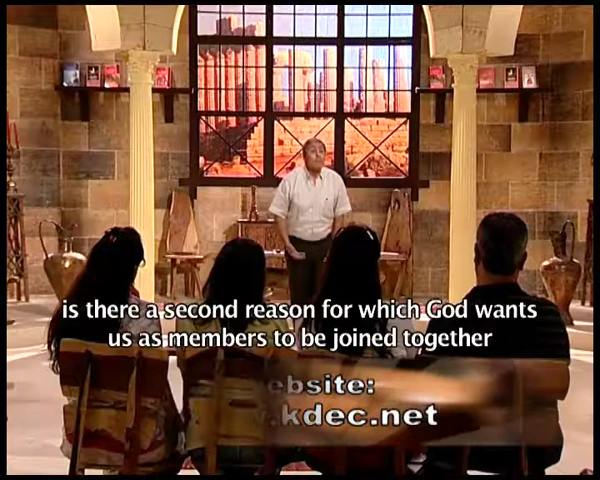 is there a second reason for which God wants
us as members to be joined together
ebsite:
.kdec.net